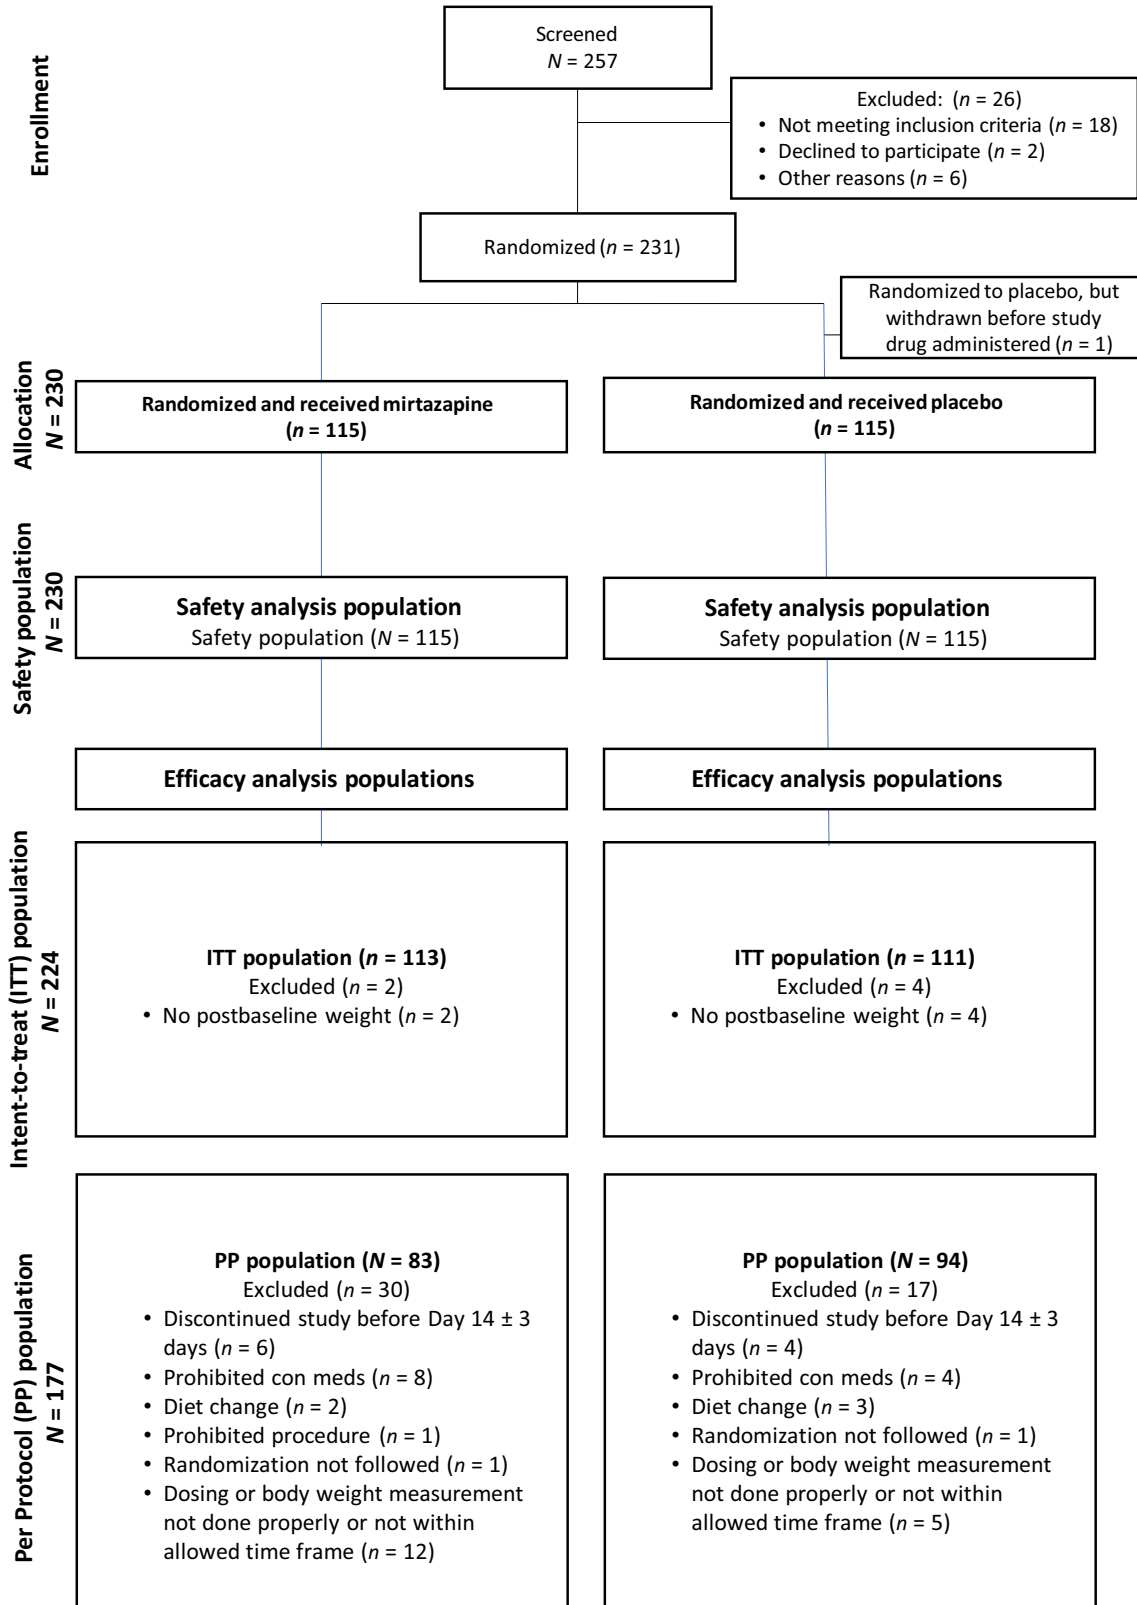 Enrollment
Screened
N = 257
Excluded: (n = 26)
• Not meeting inclusion criteria (n = 18)
• Declined to participate (n = 2)
• Other reasons (n = 6)
Randomized (n = 231)
Randomized to placebo, but
withdrawn before study
drug administered (n = 1)
Allocation
N = 230
Randomized and received mirtazapine
(n = 115)
Randomized and received placebo
(n = 115)
Safety population
N = 230
Safety analysis population
Safety population (N = 115)
Safety analysis population
Safety population (N = 115)
Efficacy analysis populations
Efficacy analysis populations
Intent-to-treat (ITT) population
N = 224
ITT population (n = 113)
Excluded (n = 2)
• No postbaseline weight (n = 2)
ITT population (n = 111)
Excluded (n = 4)
• No postbaseline weight (n = 4)
Per Protocol (PP) population
N = 177
PP population (N = 83)
Excluded (n = 30)
• Discontinued study before Day 14 ± 3
days (n = 6)
• Prohibited con meds (n = 8)
• Diet change (n = 2)
• Prohibited procedure (n = 1)
• Randomization not followed (n = 1)
• Dosing or body weight measurement
not done properly or not within
allowed time frame (n = 12)
PP population (N = 94)
Excluded (n = 17)
• Discontinued study before Day 14 ± 3
days (n = 4)
• Prohibited con meds (n = 4)
• Diet change (n = 3)
• Randomization not followed (n = 1)
• Dosing or body weight measurement
not done properly or not within
allowed time frame (n = 5)